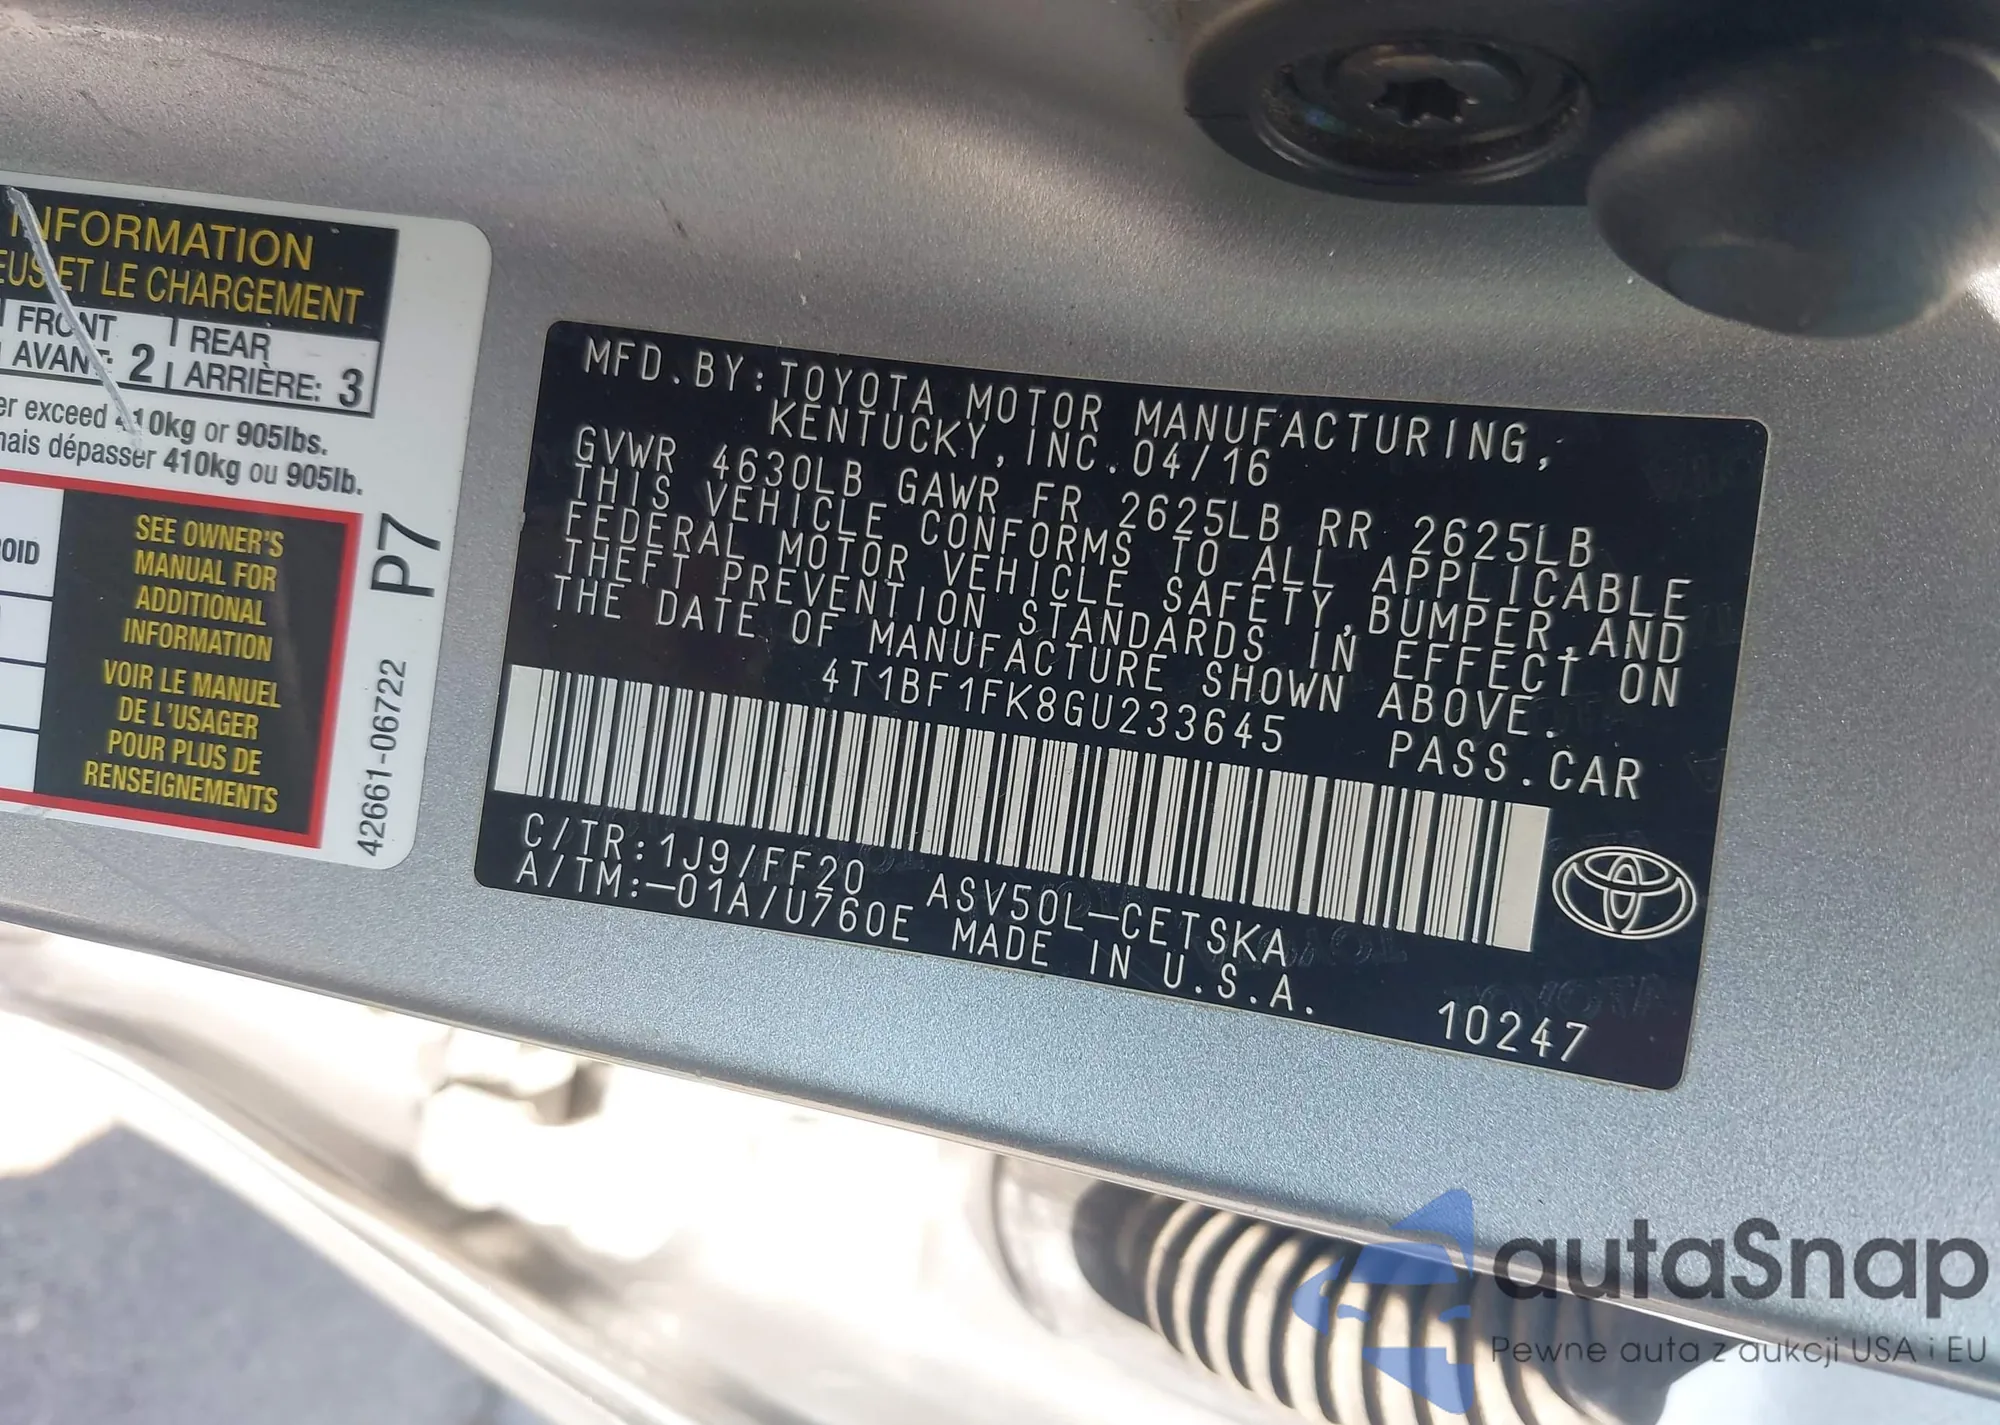 INFORMATION
EUS ET LE CHARGEMENT
FRONT
AVANT: 2
REAR
ARRIÈRE: 3
er exceed 410kg or 905lbs.
mais dépasser 410kg ou 905lb.
OID
SEE OWNER'S
MANUAL FOR
ADDITIONAL
INFORMATION
VOIR LE MANUEL
DE L'USAGER
POUR PLUS DE
RENSEIGNEMENTS
P7
42661-06722
MFD.BY:TOYOTA MOTOR MANUFACTURING,
KENTUCKY,INC.04/16
GVWR 4630LB GAWR FR 2625LB RR 2625LB
THIS VEHICLE CONFORMS TO ALL APPLICABLE
FEDERAL MOTOR VEHICLE SAFETY,BUMPER,AND
THEFT PREVENTION STANDARDS IN EFFECT ON
THE DATE OF MANUFACTURE SHOWN ABOVE.
4T1BF1FK8GU233645 PASS.CAR
C/TR:1J9/FF20 ASV50L-CETSKA
A/TM:-01A/U760E MADE IN U.S.A.
10247
autaSnap
Pewne auta z aukcji USA i EU